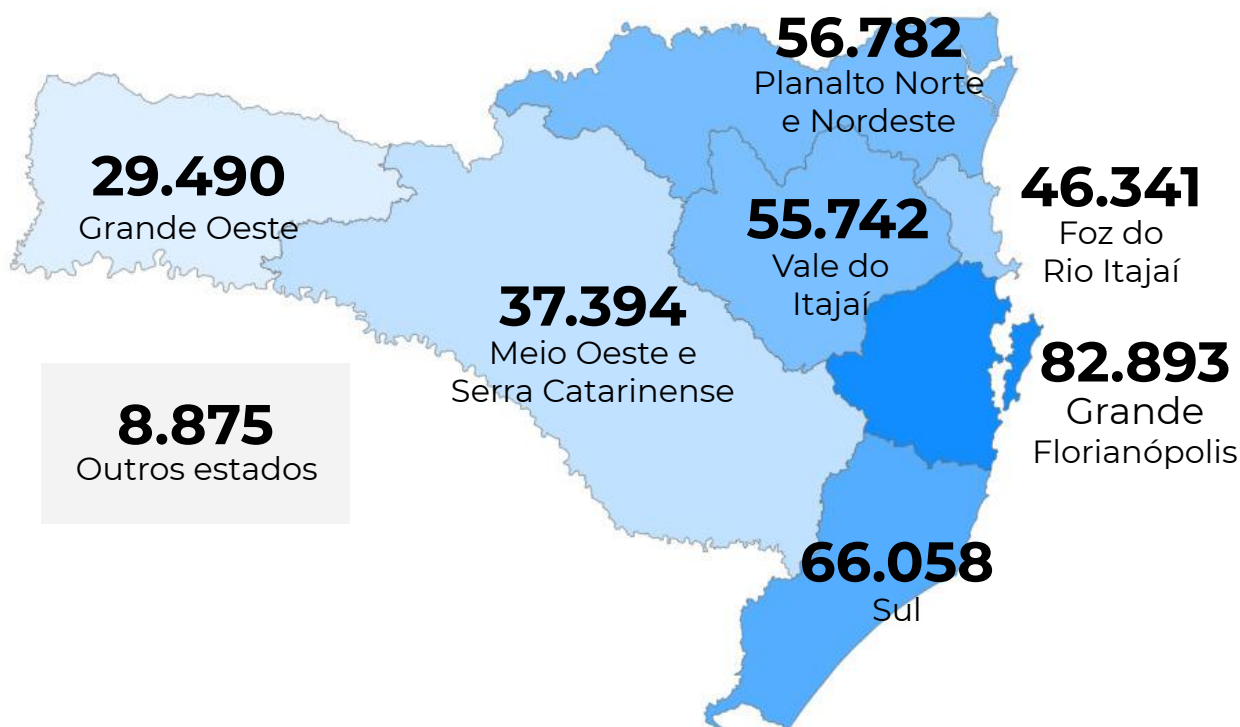 56.782
Planalto Norte
e Nordeste
29.490
Grande Oeste
46.341
Foz do
Rio Itajaí
55.742
Vale do
Itajaí
37.394
Meio Oeste e
Serra Catarinense
82.893
Grande
Florianópolis
8.875
Outros estados
66.058
Sul